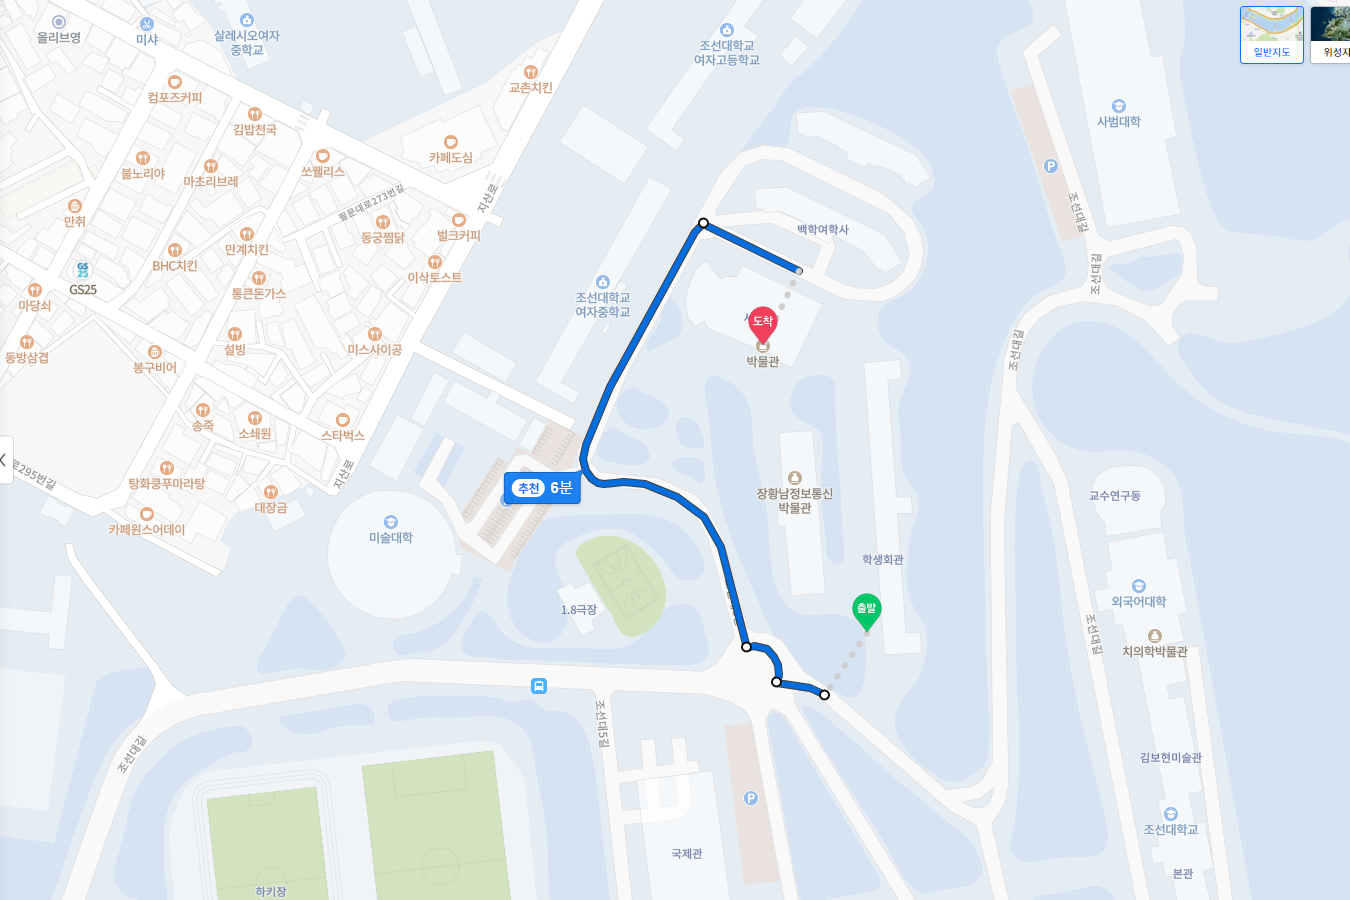 올리브영
미샤
살레시오여자
중학교
조선대학교
여자고등학교
일반지도
위성지
컴포즈커피
교촌치킨
김밥천국
사범대학
P
불노리야
마초리브레
쏘웰리스
카페도심
필문대로273번길
지산로
조선대길
만취
만계치킨
동궁찜닭
벌크커피
백학여학사
BHC치킨
GS
25
GS25
통큰돈가스
이삭토스트
조선대학교
여자중학교
조선대길
마당쇠
설빙
미스사이공
도착
박물관
조선대길
동방삼겹
봉구비어
송죽
소쇄원
스타벅스
로295번길
탕화쿵푸마라탕
지산로
추천 6분
장황남정보통신
박물관
교수연구동
대장금
카페원스어데이
미술대학
학생회관
1.8극장
출발
외국어대학
치의학박물관
조선대길
조선대5길
조선대길
김보현미술관
P
조선대학교
국제관
본관
하키장